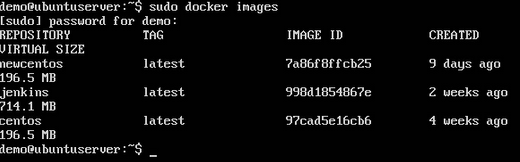 demo@ubuntuserver:~$ sudo docker images
[sudo] password for demo:
REPOSITORY TAG IMAGE ID CREATED
VIRTUAL SIZE
newcentos latest 7a86f8ffcb25 9 days ago
196.5 MB
jenkins latest 998d1854867e 2 weeks ago
714.1 MB
centos latest 97cad5e16cb6 4 weeks ago
196.5 MB
demo@ubuntuserver:~$ _